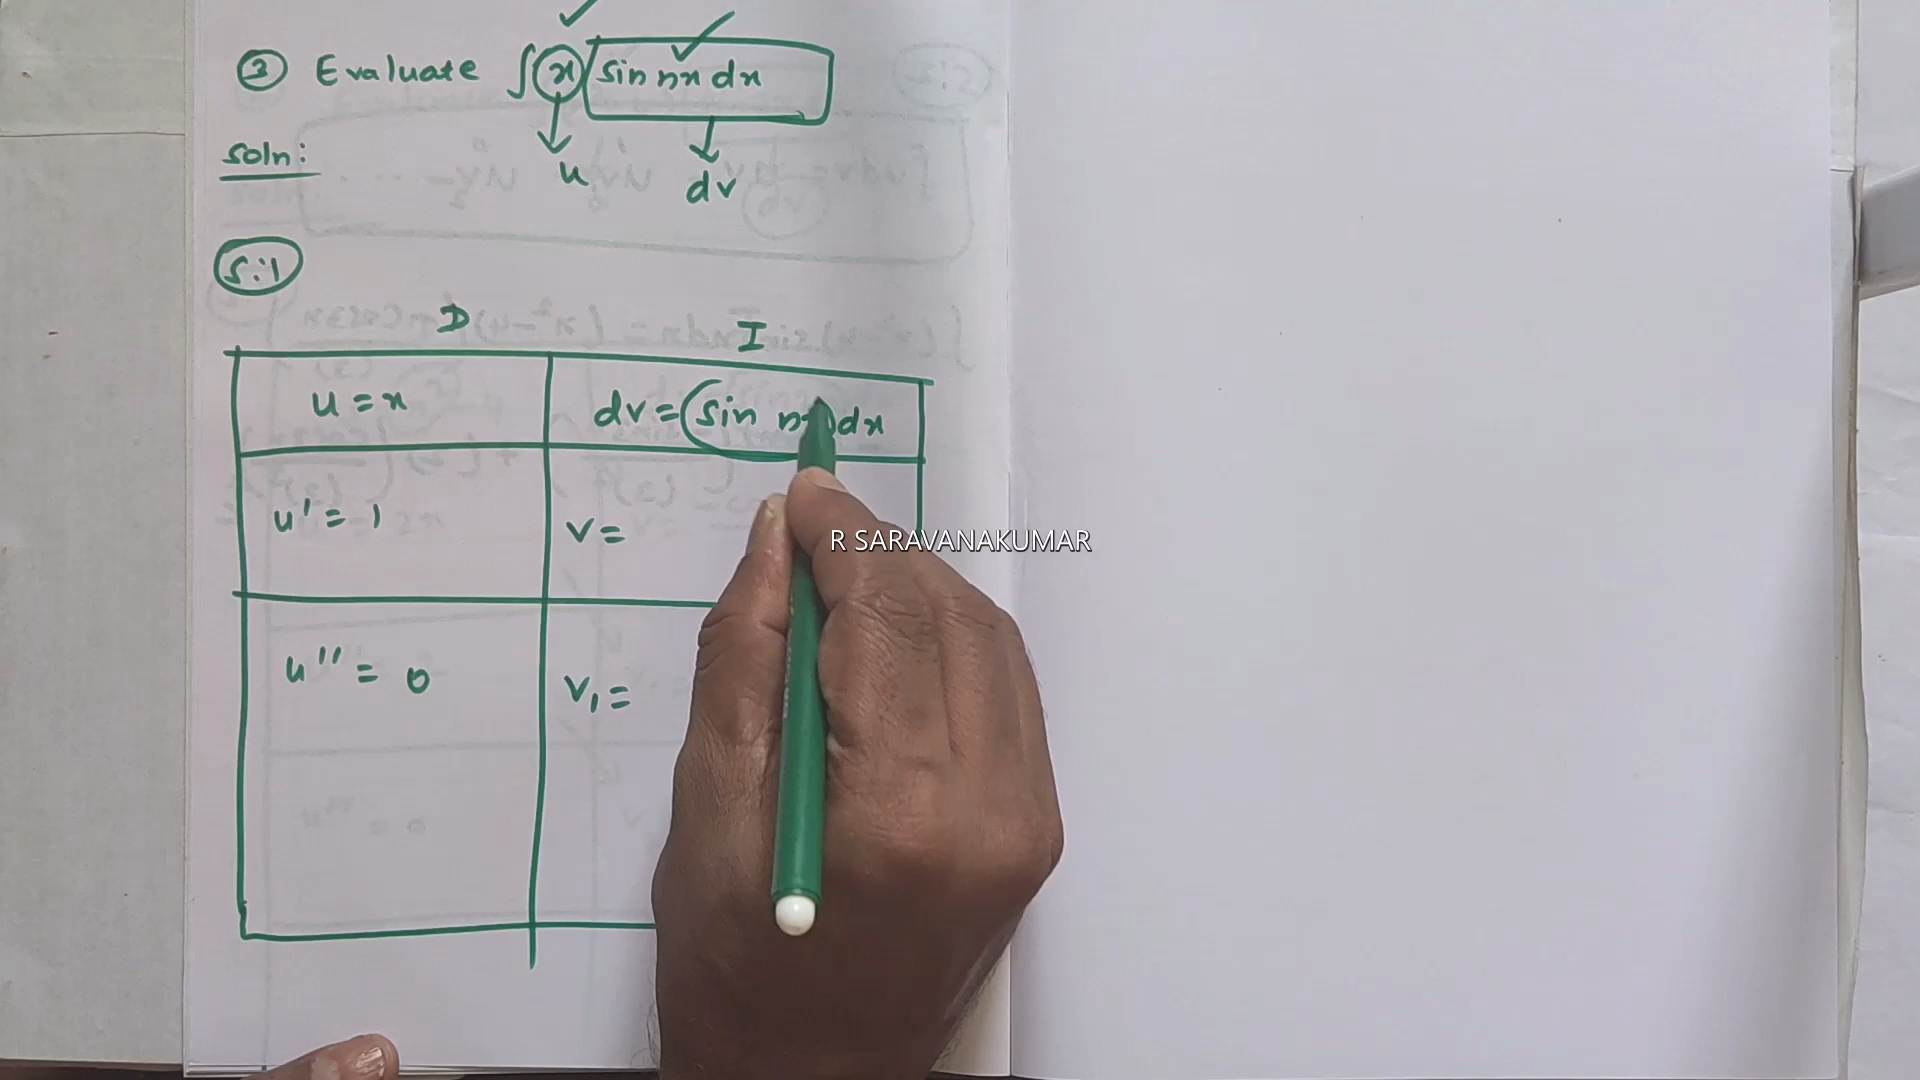 ③ Evaluate ∫ x sin nx dx
Soln:
u dv
S:1
D I
u = x dv = (sin nx) dx
u' = 1 v =
R SARAVANAKUMAR
u'' = 0 v₁ =